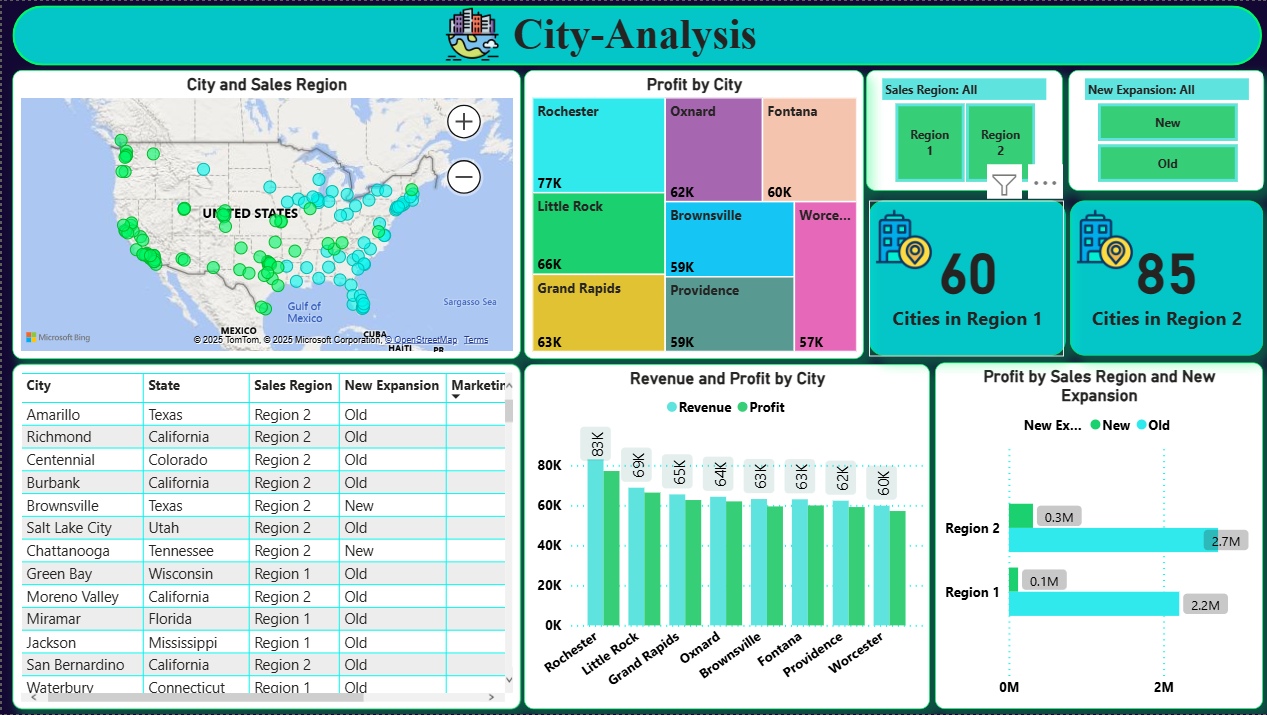 City-Analysis
City and Sales Region
UNITED STATES
Gulf of
Mexico
Sargasso Sea
MEXICO
CUBA
HAITI
PR
Microsoft Bing
© 2025 TomTom, © 2025 Microsoft Corporation, © OpenStreetMap Terms
Profit by City
Rochester
77K
Little Rock
66K
Grand Rapids
63K
Oxnard
62K
Fontana
60K
Brownsville
59K
Providence
59K
Worce...
57K
Sales Region: All
Region
1
Region
2
New Expansion: All
New
Old
60
Cities in Region 1
85
Cities in Region 2
City State Sales Region New Expansion Marketin
Amarillo Texas Region 2 Old
Richmond California Region 2 Old
Centennial Colorado Region 2 Old
Burbank California Region 2 Old
Brownsville Texas Region 2 New
Salt Lake City Utah Region 2 Old
Chattanooga Tennessee Region 2 New
Green Bay Wisconsin Region 1 Old
Moreno Valley California Region 2 Old
Miramar Florida Region 1 Old
Jackson Mississippi Region 1 Old
San Bernardino California Region 2 Old
Waterbury Connecticut Region 1 Old
Revenue and Profit by City
Revenue Profit
83K
69K
65K
64K
63K
63K
62K
60K
80K
60K
40K
20K
0K
Rochester
Little Rock
Grand Rapids
Oxnard
Brownsville
Fontana
Providence
Worcester
Profit by Sales Region and New
Expansion
New Ex... New Old
Region 2
0.3M
2.7M
Region 1
0.1M
2.2M
0M
2M